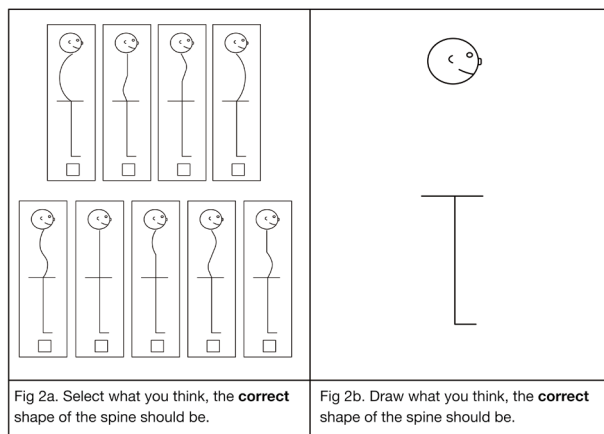 Fig 2a. Select what you think, the correct
shape of the spine should be.
Fig 2b. Draw what you think, the correct
shape of the spine should be.